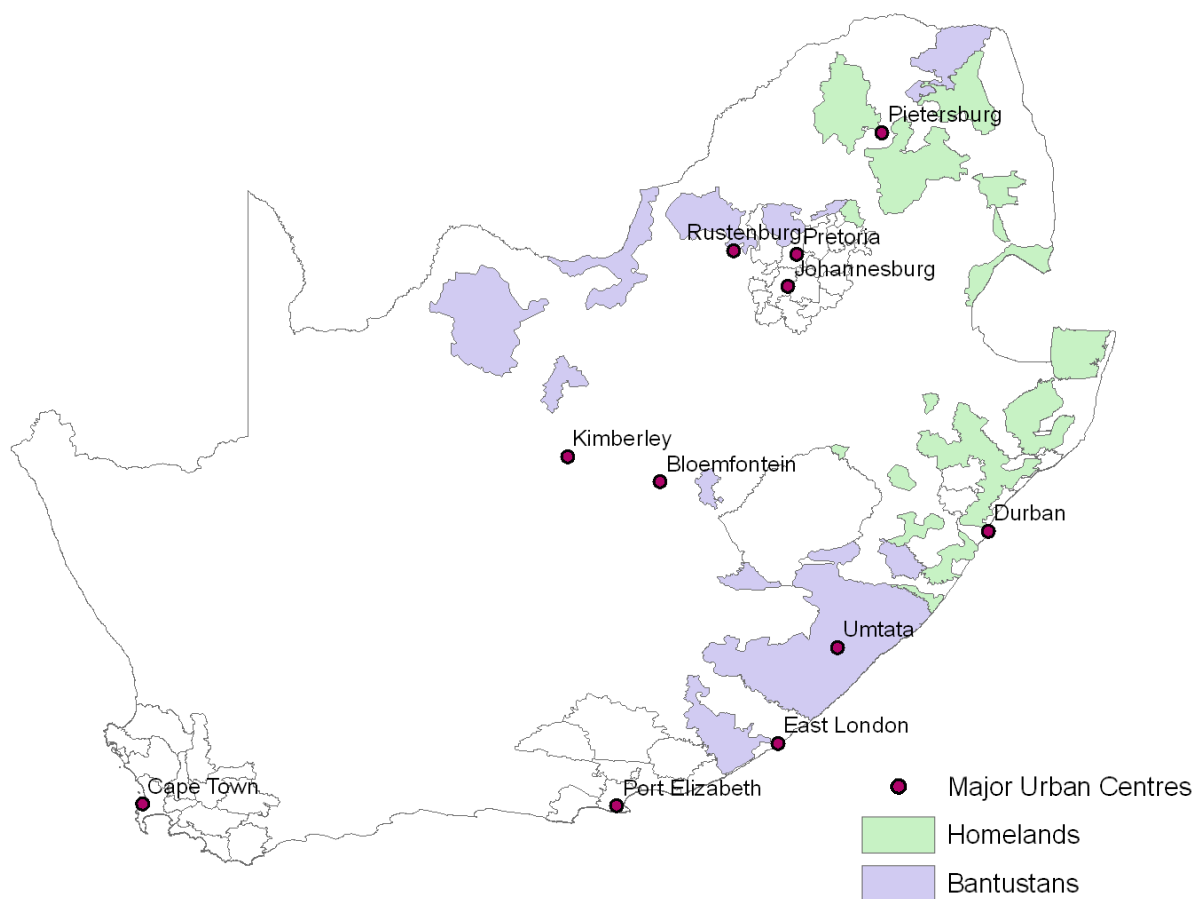 Pietersburg
Rustenburg
Pretoria
Johannesburg
Kimberley
Bloemfontein
Durban
Umtata
East London
Cape Town
Port Elizabeth
Major Urban Centres
Homelands
Bantustans